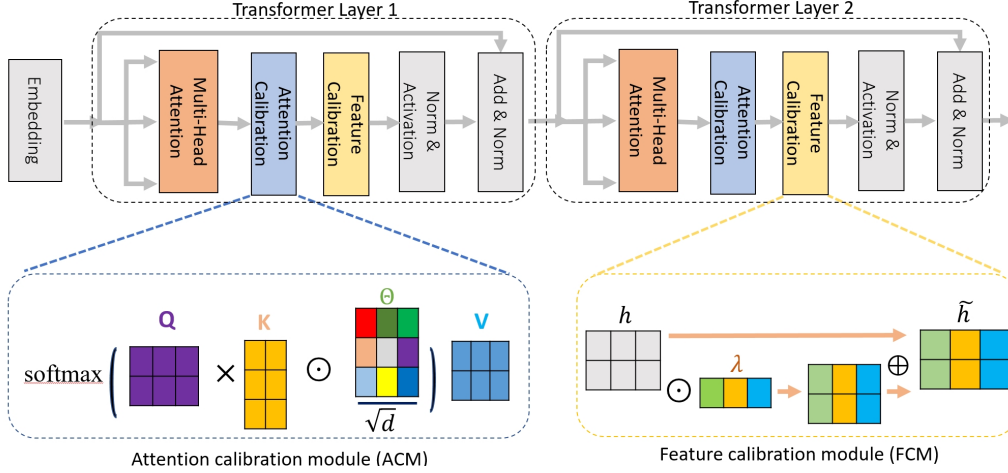 Transformer Layer 1
Transformer Layer 2
Embedding
Multi-Head
Attention
Attention
Calibration
Feature
Calibration
Norm &
Activation
Add & Norm
Multi-Head
Attention
Attention
Calibration
Feature
Calibration
Norm &
Activation
Add & Norm
Q
K
Θ
V
softmax
( × ⊙ )
√d
Attention calibration module (ACM)
h
h̃
λ
⊙
⊕
Feature calibration module (FCM)